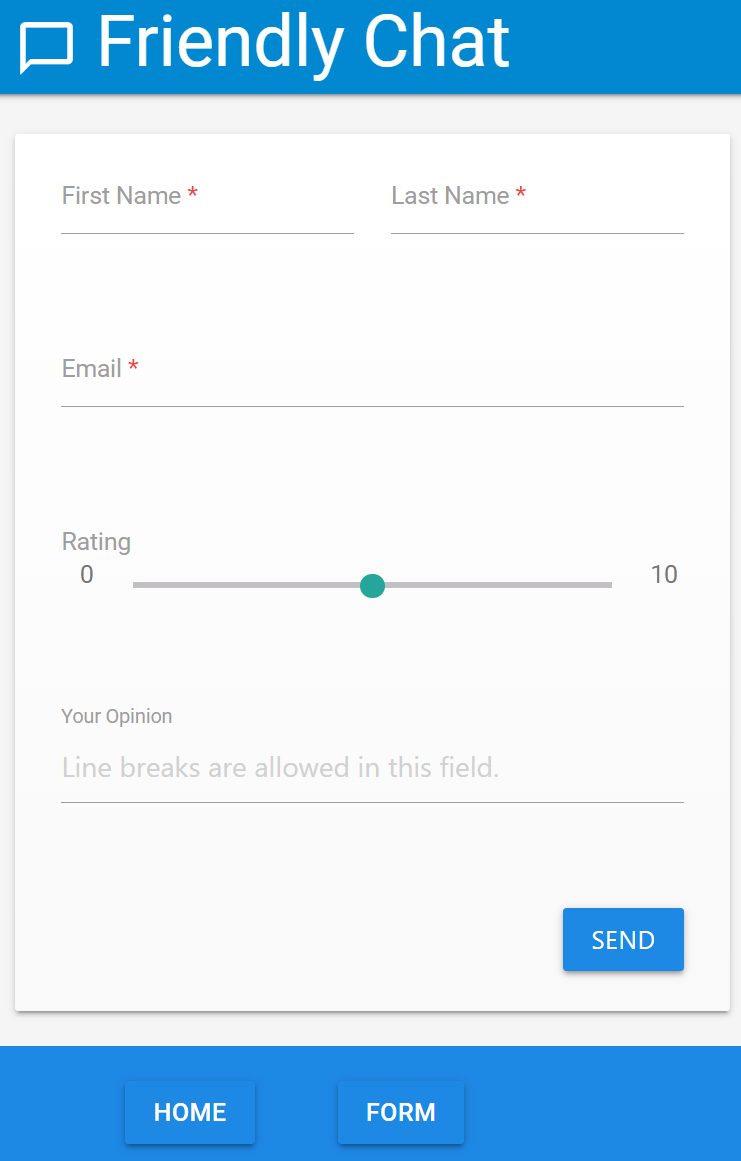 Friendly Chat
First Name * Last Name *
Email *
Rating
0 10
Your Opinion
Line breaks are allowed in this field.
SEND
HOME FORM